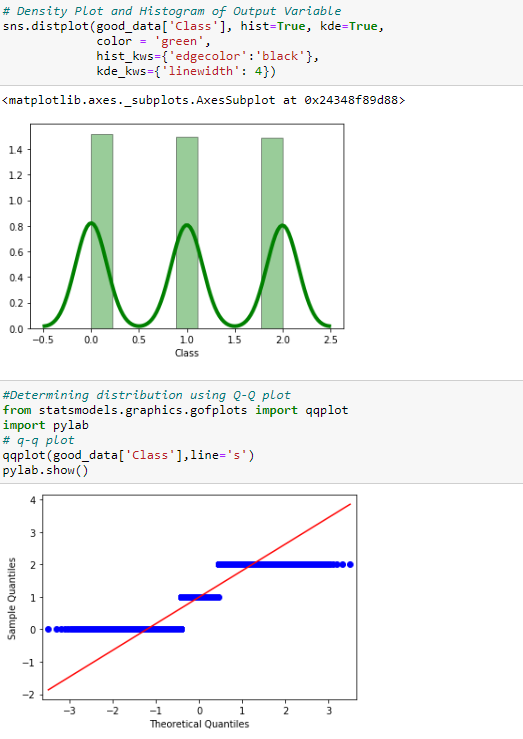 # Density Plot and Histogram of Output Variable
sns.distplot(good_data['Class'], hist=True, kde=True,
color = 'green',
hist_kws={'edgecolor':'black'},
kde_kws={'linewidth': 4})
<matplotlib.axes._subplots.AxesSubplot at 0x24348f89d88>
1.4
1.2
1.0
0.8
0.6
0.4
0.2
0.0
−0.5 0.0 0.5 1.0 1.5 2.0 2.5
Class
#Determining distribution using Q-Q plot
from statsmodels.graphics.gofplots import qqplot
import pylab
# q-q plot
qqplot(good_data['Class'],line='s')
pylab.show()
4
3
2
1
0
−1
−2
Sample Quantiles
−3 −2 −1 0 1 2 3
Theoretical Quantiles